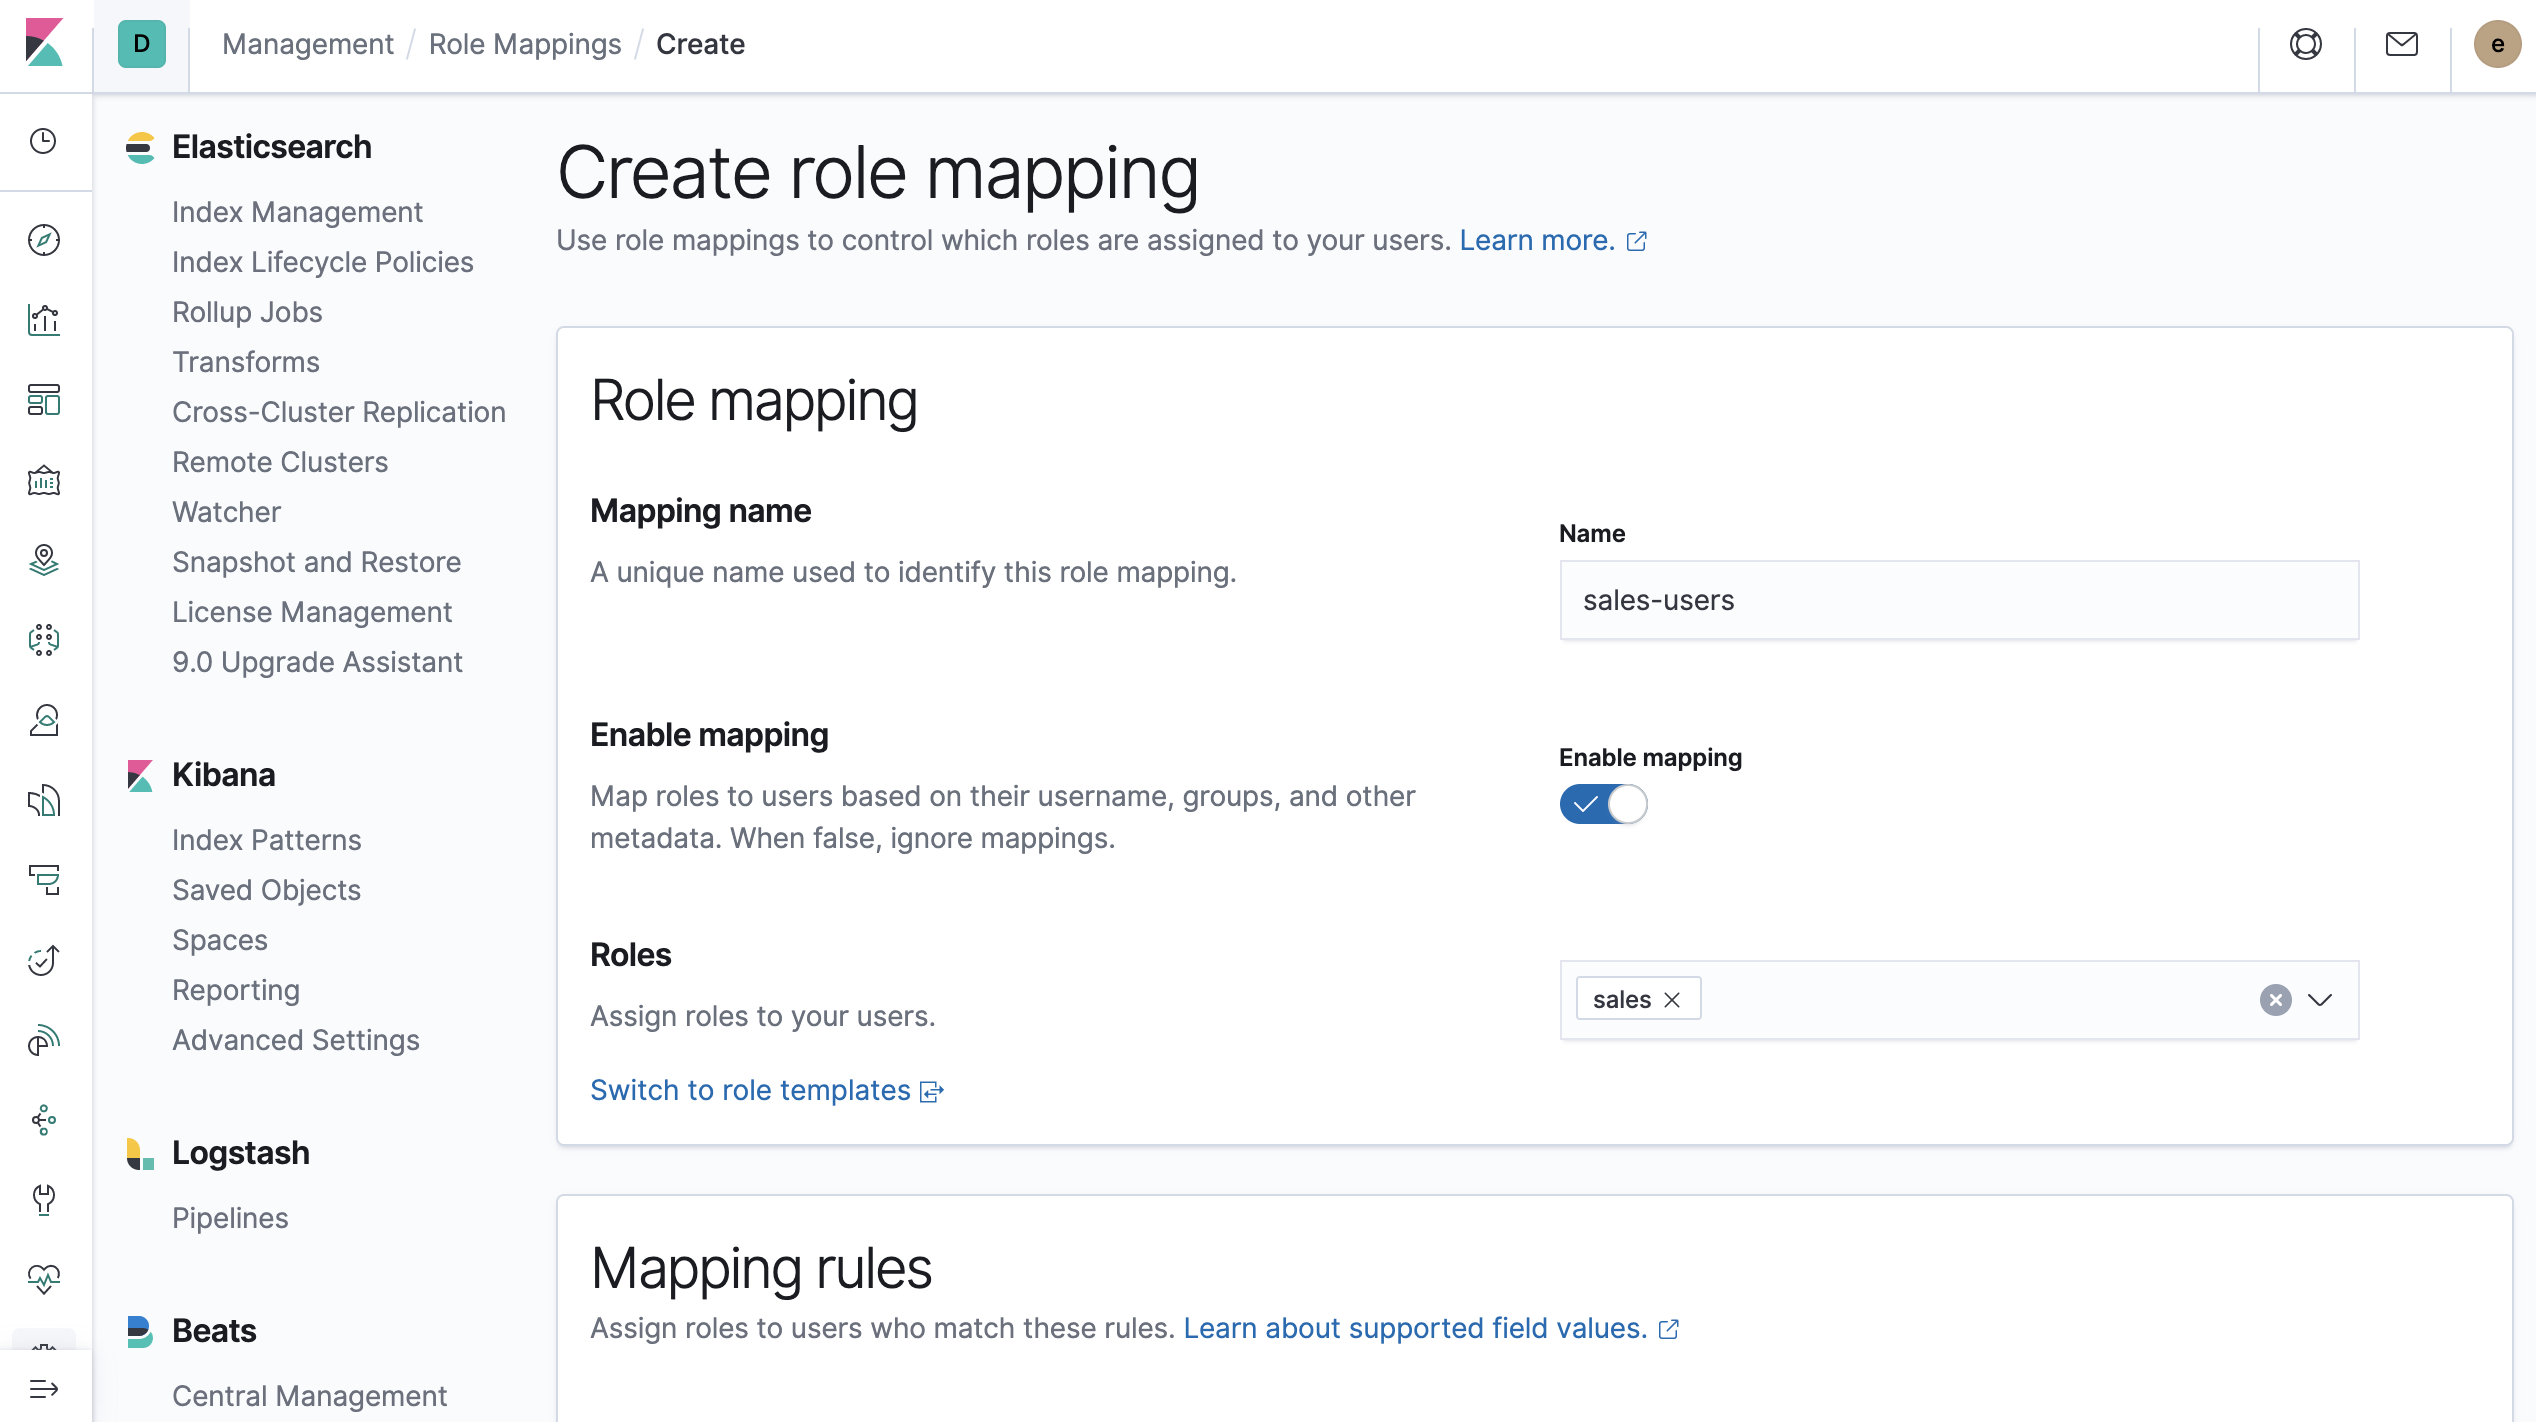 D
Management / Role Mappings / Create
e
Elasticsearch
Index Management
Index Lifecycle Policies
Rollup Jobs
Transforms
Cross-Cluster Replication
Remote Clusters
Watcher
Snapshot and Restore
License Management
9.0 Upgrade Assistant
Kibana
Index Patterns
Saved Objects
Spaces
Reporting
Advanced Settings
Logstash
Pipelines
Beats
Central Management
Create role mapping
Use role mappings to control which roles are assigned to your users. Learn more.
Role mapping
Mapping name
A unique name used to identify this role mapping.
Name
sales-users
Enable mapping
Map roles to users based on their username, groups, and other
metadata. When false, ignore mappings.
Enable mapping
Roles
Assign roles to your users.
Switch to role templates
sales
Mapping rules
Assign roles to users who match these rules. Learn about supported field values.